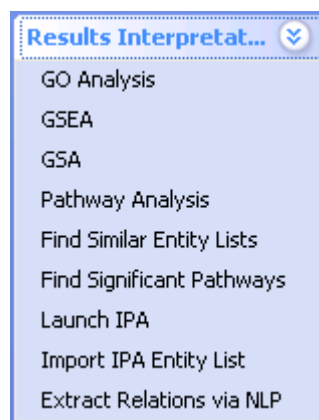 Results Interpretat...
GO Analysis
GSEA
GSA
Pathway Analysis
Find Similar Entity Lists
Find Significant Pathways
Launch IPA
Import IPA Entity List
Extract Relations via NLP